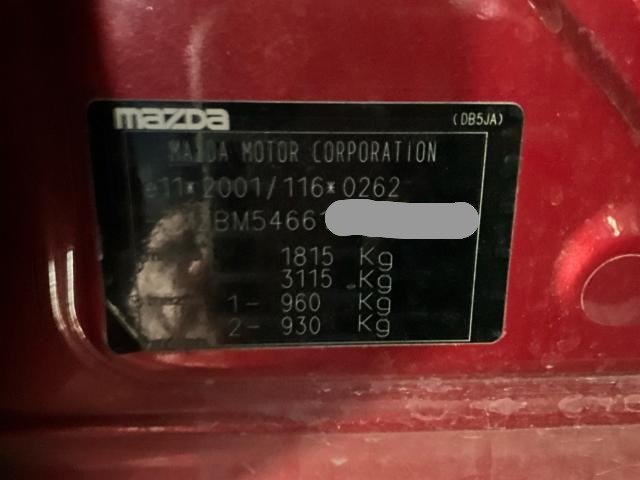 mazda (DB5JA)
MAZDA MOTOR CORPORATION
e11*2001/116*0262
MZBM54661
1815 Kg
3115 Kg
1- 960 Kg
2- 930 Kg